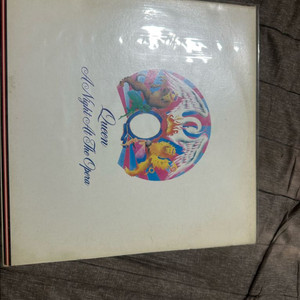 Queen
A Night At The Opera